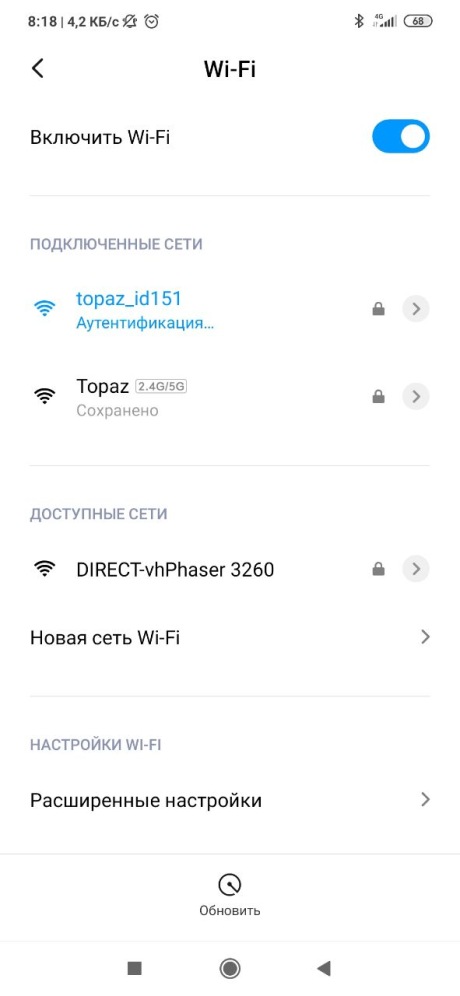 8:18 | 4,2 КБ/с 4G 68
Wi-Fi
Включить Wi-Fi
ПОДКЛЮЧЕННЫЕ СЕТИ
topaz_id151
Аутентификация...
Topaz 2.4G/5G
Сохранено
ДОСТУПНЫЕ СЕТИ
DIRECT-vhPhaser 3260
Новая сеть Wi-Fi
НАСТРОЙКИ WI-FI
Расширенные настройки
Обновить